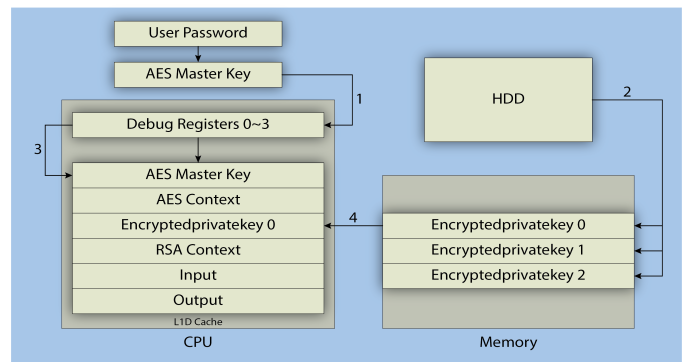 User Password
AES Master Key
1
Debug Registers 0~3
3
AES Master Key
AES Context
Encryptedprivatekey 0
RSA Context
Input
Output
L1D Cache
CPU
HDD
2
4
Encryptedprivatekey 0
Encryptedprivatekey 1
Encryptedprivatekey 2
Memory